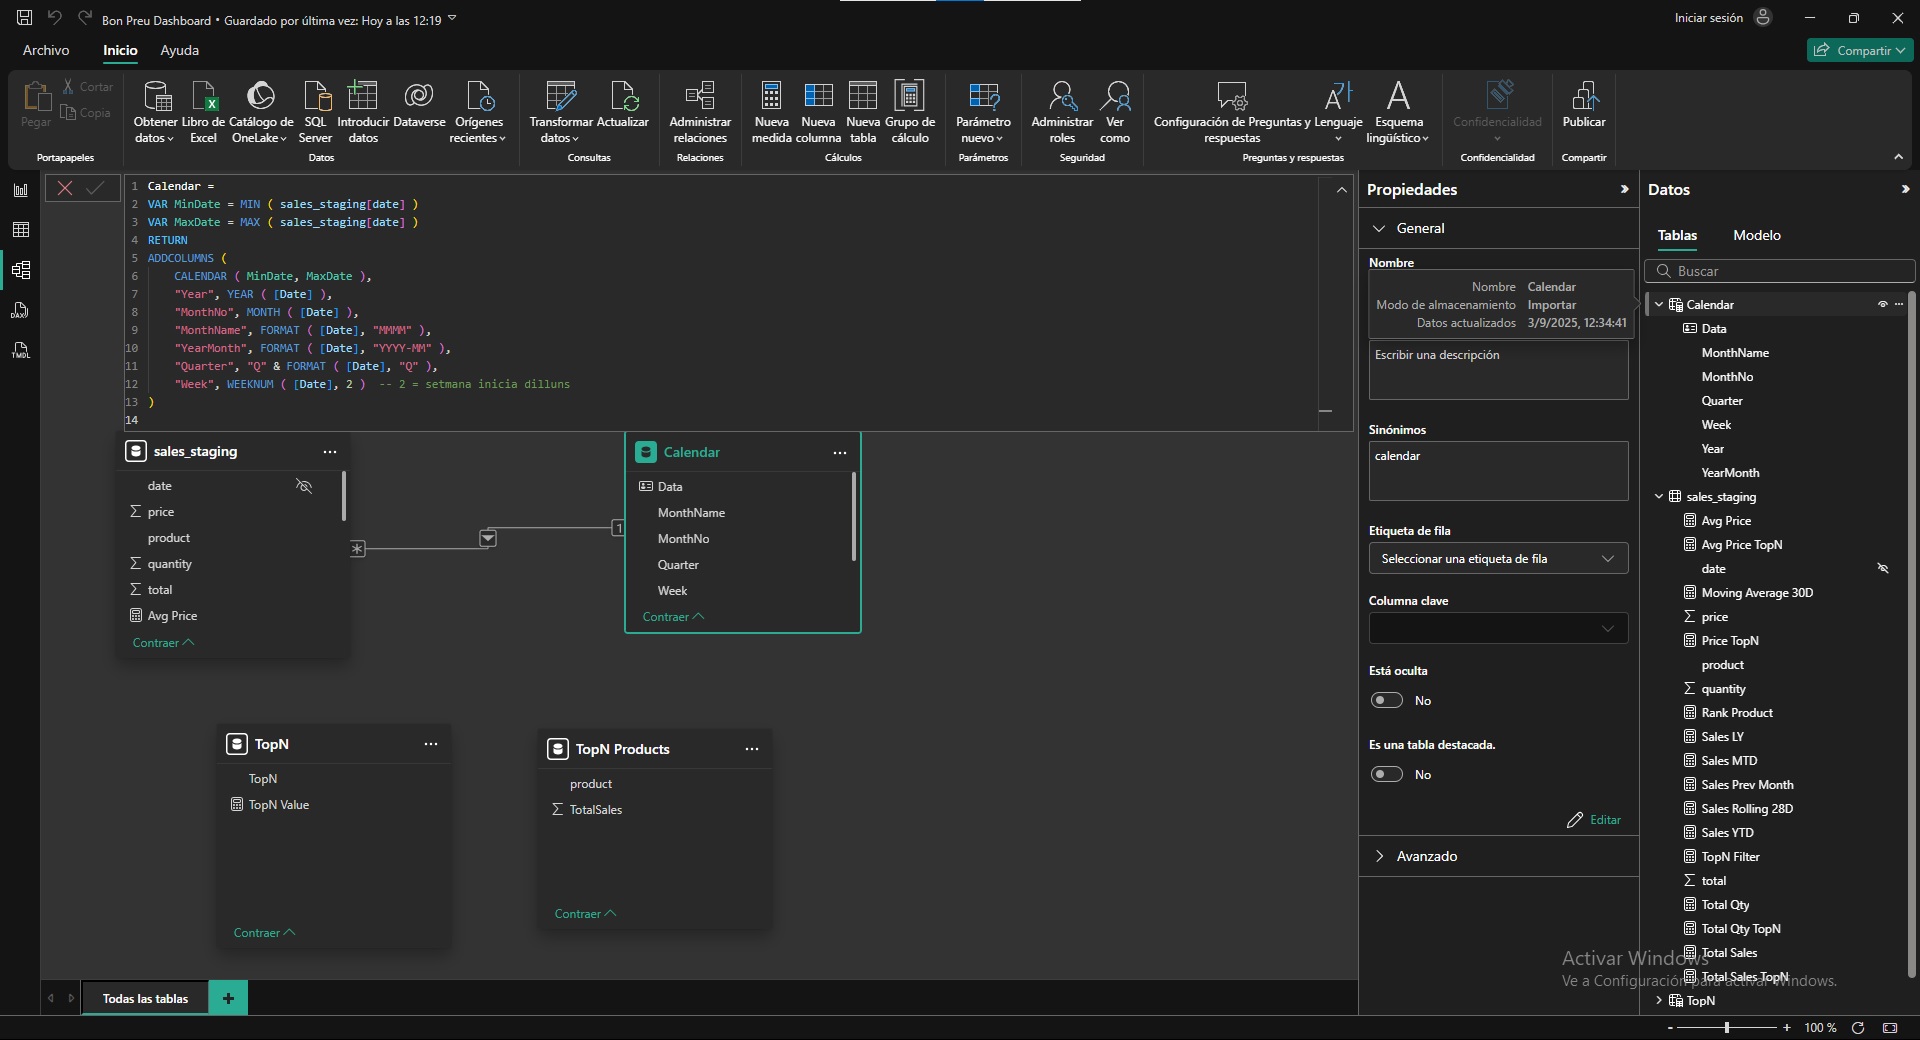 Bon Preu Dashboard • Guardado por última vez: Hoy a las 12:19
Iniciar sesión
Archivo
Inicio
Ayuda
Compartir
Pegar
Cortar
Copia
Portapapeles
Obtener datos
Libro de Excel
Catálogo de OneLake
SQL Server
Introducir datos
Dataverse
Orígenes recientes
Datos
Transformar datos
Actualizar
Consultas
Administrar relaciones
Relaciones
Nueva medida
Nueva columna
Nueva tabla
Grupo de cálculo
Cálculos
Parámetro nuevo
Parámetros
Administrar roles
Ver como
Seguridad
Configuración de Preguntas y respuestas
Lenguaje
Esquema lingüístico
Preguntas y respuestas
Confidencialidad
Confidencialidad
Publicar
Compartir
1 Calendar =
2 VAR MinDate = MIN ( sales_staging[date] )
3 VAR MaxDate = MAX ( sales_staging[date] )
4 RETURN
5 ADDCOLUMNS (
6 CALENDAR ( MinDate, MaxDate ),
7 "Year", YEAR ( [Date] ),
8 "MonthNo", MONTH ( [Date] ),
9 "MonthName", FORMAT ( [Date], "MMMM" ),
10 "YearMonth", FORMAT ( [Date], "YYYY-MM" ),
11 "Quarter", "Q" & FORMAT ( [Date], "Q" ),
12 "Week", WEEKNUM ( [Date], 2 ) -- 2 = setmana inicia dilluns
13 )
14
sales_staging
date
price
product
quantity
total
Avg Price
Contraer
1
Calendar
Data
MonthName
MonthNo
Quarter
Week
Contraer
TopN
TopN
TopN Value
Contraer
TopN Products
product
TotalSales
Contraer
Todas las tablas
Propiedades
General
Nombre
Nombre Calendar
Modo de almacenamiento Importar
Datos actualizados 3/9/2025, 12:34:41
Escribir una descripción
Sinónimos
calendar
Etiqueta de fila
Seleccionar una etiqueta de fila
Columna clave
Está oculta
No
Es una tabla destacada.
No
Editar
Avanzado
Datos
Tablas
Modelo
Buscar
Calendar
Data
MonthName
MonthNo
Quarter
Week
Year
YearMonth
sales_staging
Avg Price
Avg Price TopN
date
Moving Average 30D
price
Price TopN
product
quantity
Rank Product
Sales LY
Sales MTD
Sales Prev Month
Sales Rolling 28D
Sales YTD
TopN Filter
total
Total Qty
Total Qty TopN
Total Sales
Total Sales TopN
TopN
Activar Windows
Ve a Configuración para activar Windows.
100 %